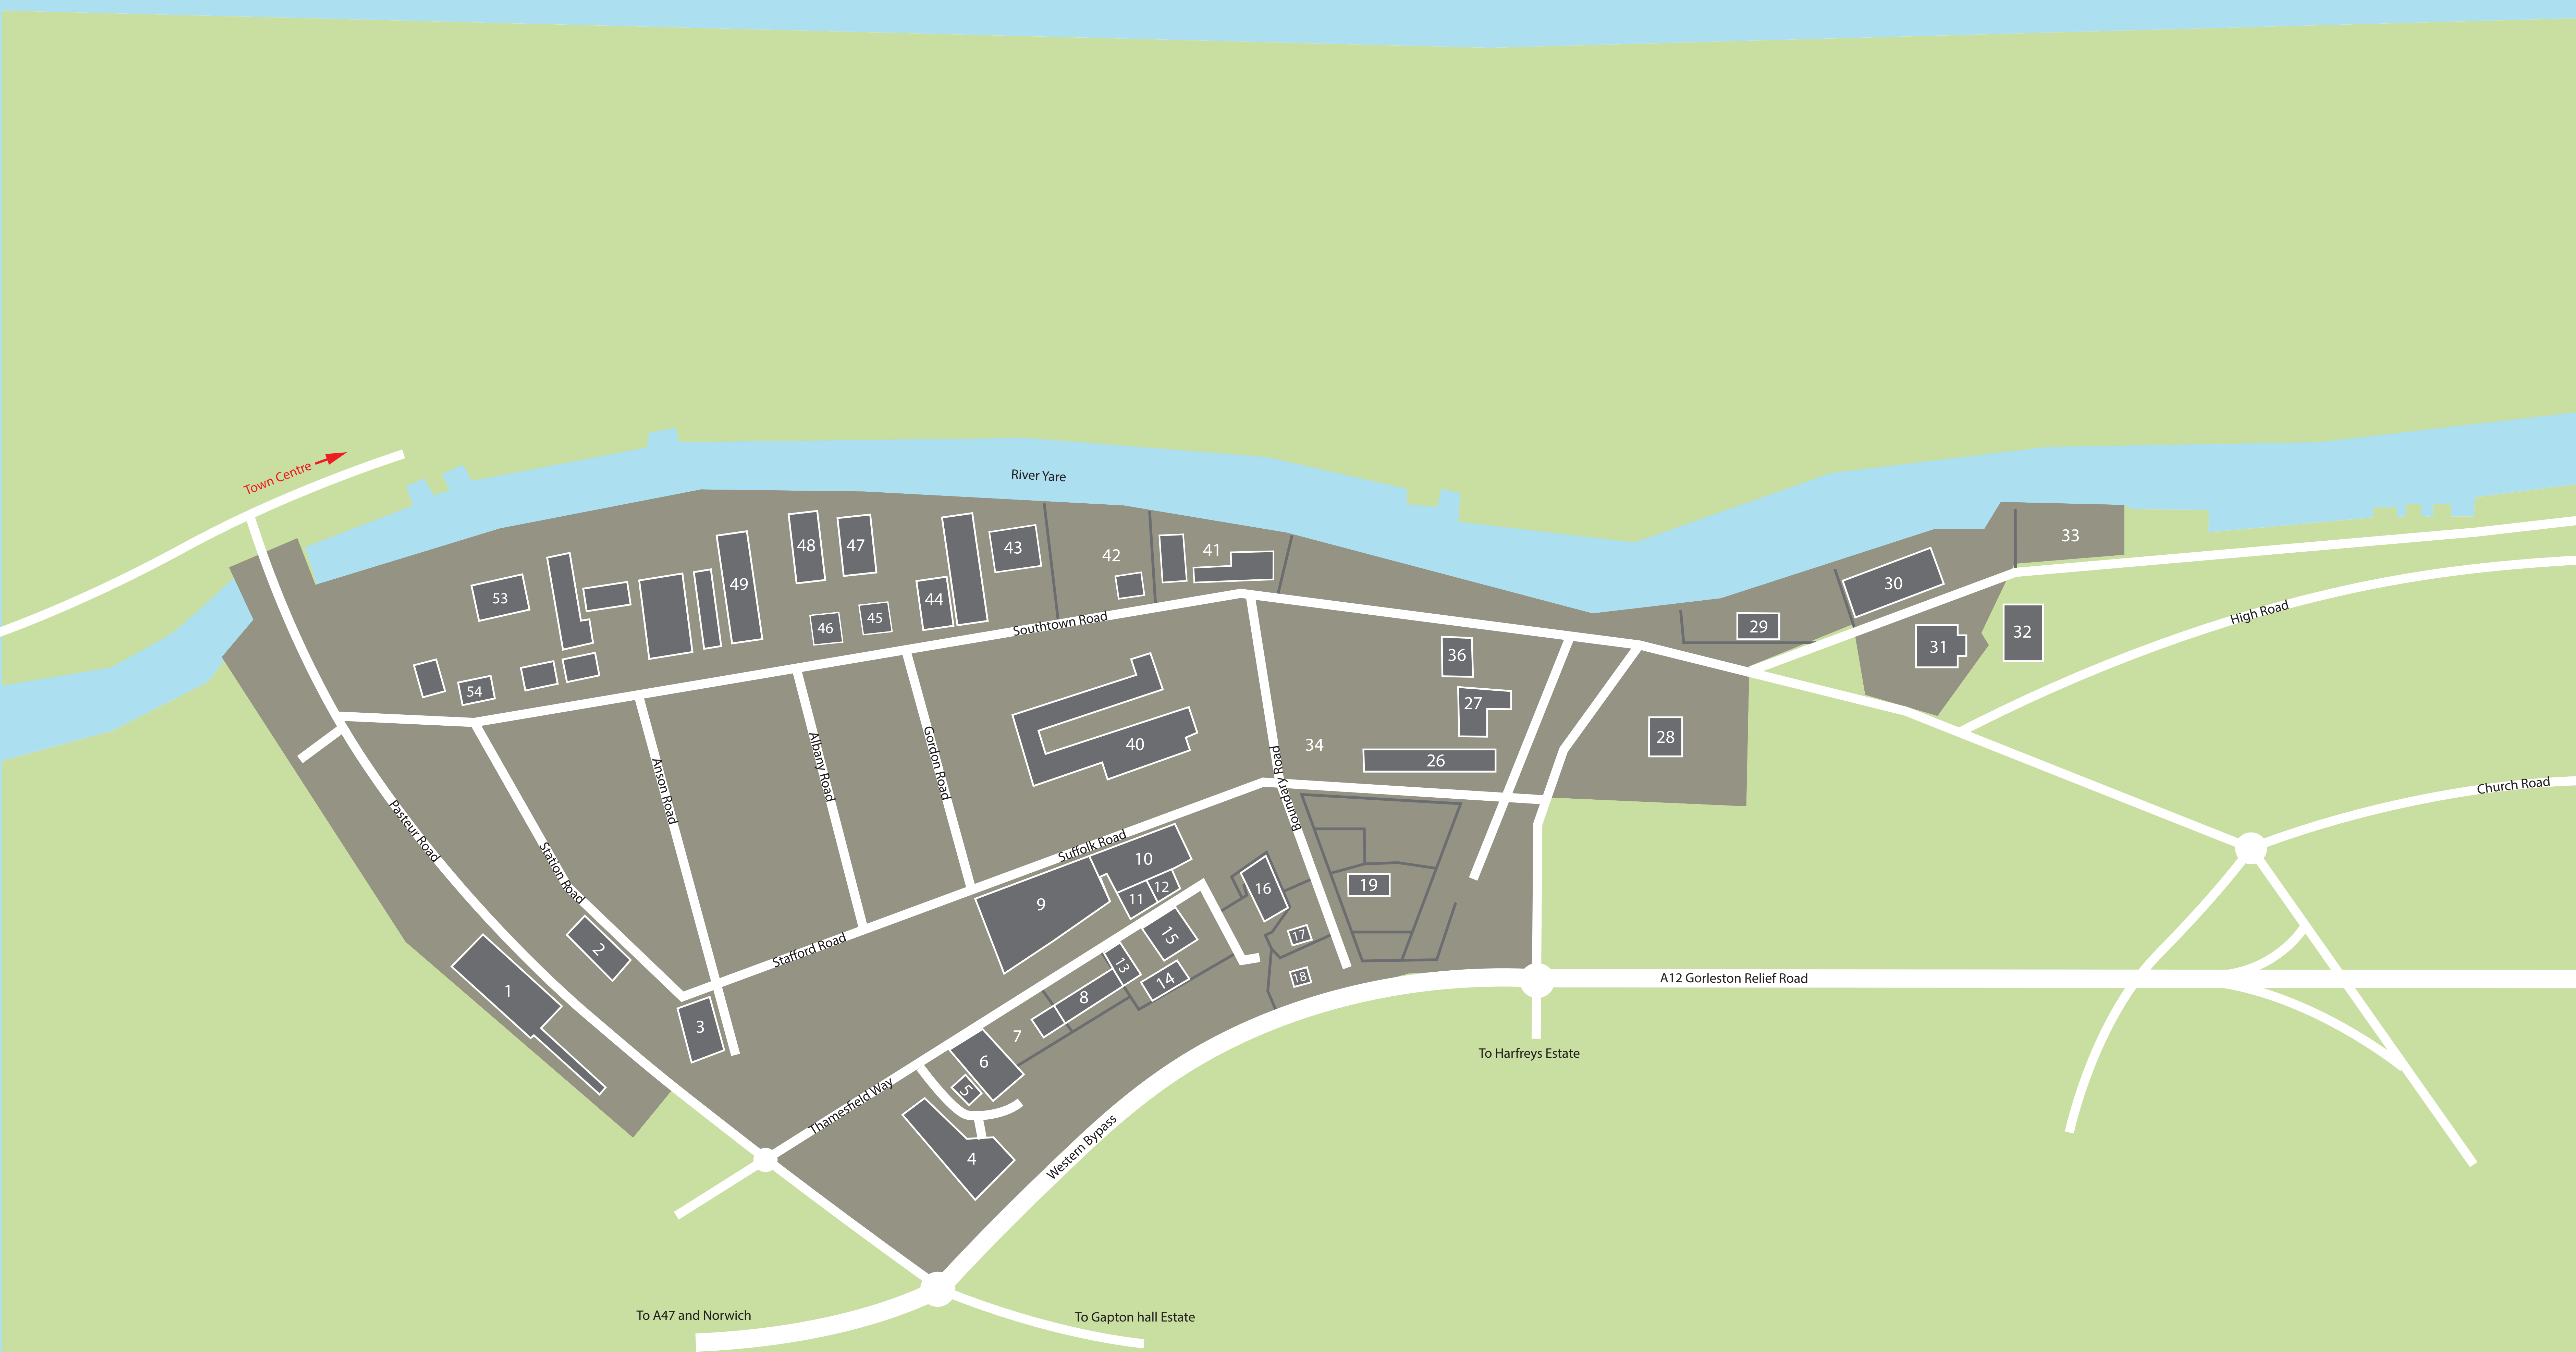 Town Centre
River Yare
48
47
43
42
41
33
49
53
44
30
46
45
29
Southtown Road
High Road
32
31
36
54
27
28
40
34
26
Gordon Road
Albany Road
Anson Road
Boundary Road
Church Road
Pasteur Road
Station Road
Suffolk Road
10
12
11
16
19
9
15
17
Stafford Road
13
14
18
A12 Gorleston Relief Road
1
2
8
3
7
6
5
To Harfreys Estate
Thamesfield Way
Western Bypass
4
To A47 and Norwich
To Gapton hall Estate